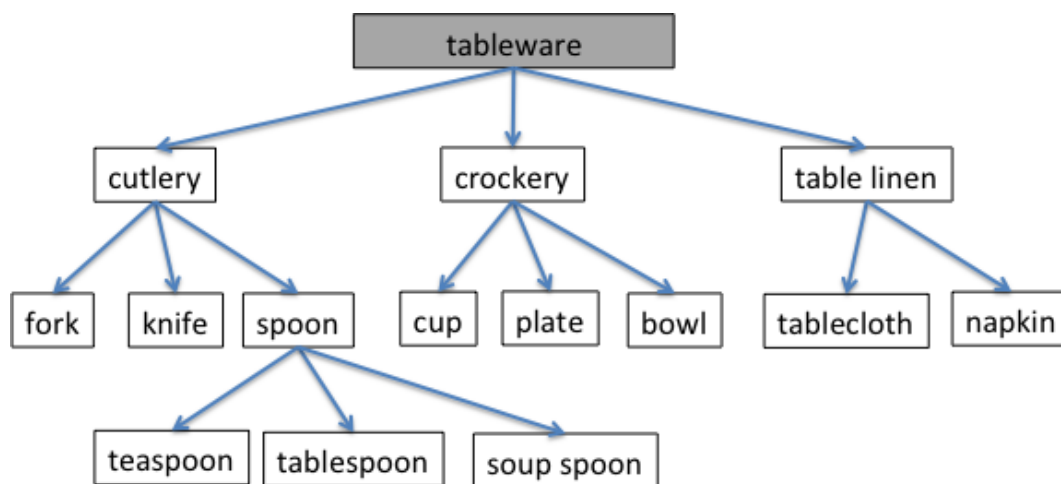 tableware
cutlery
crockery
table linen
fork
knife
spoon
cup
plate
bowl
tablecloth
napkin
teaspoon
tablespoon
soup spoon